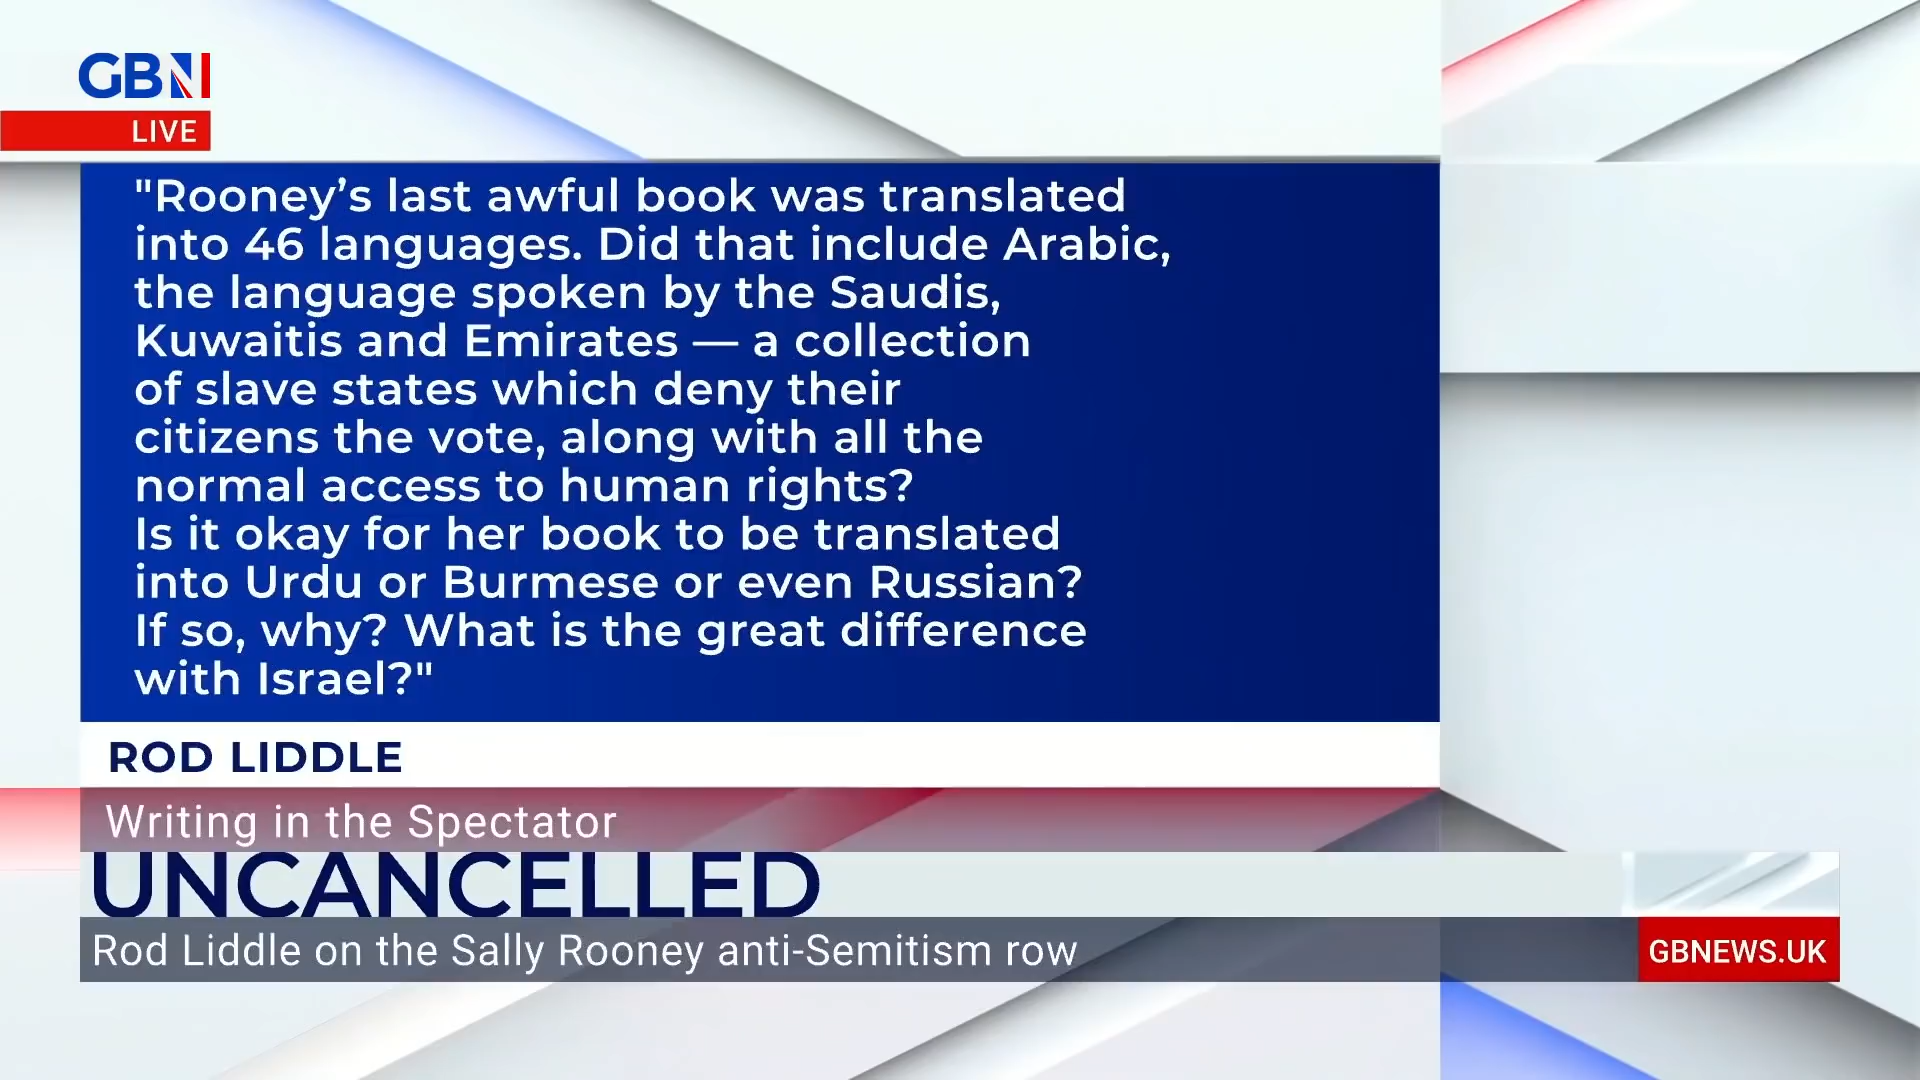 GBN
LIVE
"Rooney’s last awful book was translated
into 46 languages. Did that include Arabic,
the language spoken by the Saudis,
Kuwaitis and Emirates — a collection
of slave states which deny their
citizens the vote, along with all the
normal access to human rights?
Is it okay for her book to be translated
into Urdu or Burmese or even Russian?
If so, why? What is the great difference
with Israel?"
ROD LIDDLE
Writing in the Spectator
UNCANCELLED
Rod Liddle on the Sally Rooney anti-Semitism row
GBNEWS.UK